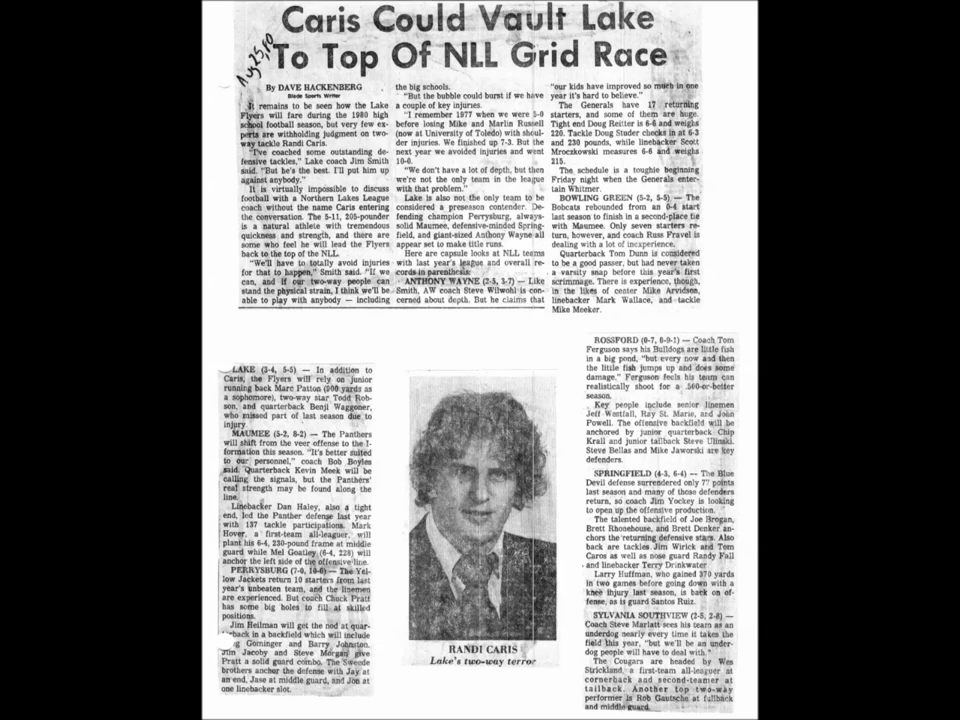 Caris Could Vault Lake
To Top Of NLL Grid Race
Aug 25, 80
By DAVE HACKENBERG
Blade Sports Writer
It remains to be seen how the Lake
Flyers will fare during the 1980 high
school football season, but very few ex-
perts are withholding judgment on two-
way tackle Randi Caris.
"I've coached some outstanding de-
fensive tackles," Lake coach Jim Smith
said. "But he's the best. I'll put him up
against anybody."
It is virtually impossible to discuss
football with a Northern Lakes League
coach without the name Caris entering
the conversation. The 5-11, 205-pounder
is a natural athlete with tremendous
quickness and strength, and there are
some who feel he will lead the Flyers
back to the top of the NLL.
"We'll have to totally avoid injuries
for that to happen," Smith said. "If we
can, and if our two-way people can
stand the physical strain, I think we'll be
able to play with anybody — including
the big schools.
"But the bubble could burst if we have
a couple of key injuries.
"I remember 1977 when we were 5-0
before losing Mike and Marlin Russell
(now at University of Toledo) with shoul-
der injuries. We finished up 7-3. But the
next year we avoided injuries and went
10-0.
"We don't have a lot of depth, but then
we're not the only team in the league
with that problem."
Lake is also not the only team to be
considered a preseason contender. De-
fending champion Perrysburg, always-
solid Maumee, defensive-minded Spring-
field, and giant-sized Anthony Wayne all
appear set to make title runs.
Here are capsule looks at NLL teams
with last year's league and overall re-
cords in parenthesis:
ANTHONY WAYNE (2-5, 3-7) — Like
Smith, AW coach Steve Wilwohl is con-
cerned about depth. But he claims that
"our kids have improved so much in one
year it's hard to believe."
The Generals have 17 returning
starters, and some of them are huge.
Tight end Doug Reitter is 6-6 and weighs
220. Tackle Doug Studer checks in at 6-3
and 230 pounds, while linebacker Scott
Mroczkowski measures 6-6 and weighs
215.
The schedule is a toughie beginning
Friday night when the Generals enter-
tain Whitmer.
BOWLING GREEN (5-2, 5-5) — The
Bobcats rebounded from an 0-4 start
last season to finish in a second-place tie
with Maumee. Only seven starters re-
turn, however, and coach Russ Fravel is
dealing with a lot of inexperience.
Quarterback Tom Dunn is considered
to be a good passer, but had never taken
a varsity snap before this year's first
scrimmage. There is experience, though,
in the likes of center Mike Arvidson,
linebacker Mark Wallace, and tackle
Mike Meeker.
LAKE (3-4, 5-5) — In addition to
Caris, the Flyers will rely on junior
running back Marc Patton (900 yards as
a sophomore), two-way star Todd Rob-
son, and quarterback Benji Waggoner,
who missed part of last season due to
injury.
MAUMEE (5-2, 8-2) — The Panthers
will shift from the veer offense to the I-
formation this season. "It's better suited
to our personnel," coach Bob Boyles
said. Quarterback Kevin Meek will be
calling the signals, but the Panthers'
real strength may be found along the
line.
Linebacker Dan Haley, also a tight
end, led the Panther defense last year
with 137 tackle participations. Mark
Hover, a first-team all-leaguer, will
plant his 6-4, 230-pound frame at middle
guard while Mel Goatley (6-4, 228) will
anchor the left side of the offensive line.
PERRYSBURG (7-0, 10-0) — The Yel-
low Jackets return 10 starters from last
year's unbeaten team, and the linemen
are experienced. But coach Chuck Pratt
has some big holes to fill at skilled
positions.
Jim Heilman will get the nod at quar-
terback in a backfield which will include
Gominger and Barry Johnston.
Jim Jacoby and Steve Morgan give
Pratt a solid guard combo. The Swede
brothers anchor the defense with Jay at
an end, Jase at middle guard, and Jon at
one linebacker slot.
RANDI CARIS
Lake's two-way terror
ROSSFORD (0-7, 0-9-1) — Coach Tom
Ferguson says his Bulldogs are little fish
in a big pond, "but every now and then
the little fish jumps up and does some
damage." Ferguson feels his team can
realistically shoot for a .500-or-better
season.
Key people include senior linemen
Jeff Westfall, Ray St. Marie, and John
Powell. The offensive backfield will be
anchored by junior quarterback Chip
Krall and junior tailback Steve Ulinski.
Steve Bellas and Mike Jaworski are key
defenders.
SPRINGFIELD (4-3, 6-4) — The Blue
Devil defense surrendered only 77 points
last season and many of those defenders
return, so coach Jim Yockey is looking
to open up the offensive production.
The talented backfield of Joe Brogan,
Brett Rhonehouse, and Brett Denker an-
chors the returning defensive stars. Also
back are tackles Jim Wirick and Tom
Caros as well as nose guard Randy Fall
and linebacker Terry Drinkwater
Larry Huffman, who gained 370 yards
in two games before going down with a
knee injury last season, is back on of-
fense, as is guard Santos Ruiz.
SYLVANIA SOUTHVIEW (2-5, 2-8) —
Coach Steve Marlatt sees his team as an
underdog nearly every time it takes the
field this year, "but we'll be an under-
dog people will have to deal with."
The Cougars are headed by Wes
Strickland, a first-team all-leaguer at
cornerback and second-teamer at
tailback. Another top two-way
performer is Rob Gautsche at fullback
and middle guard.